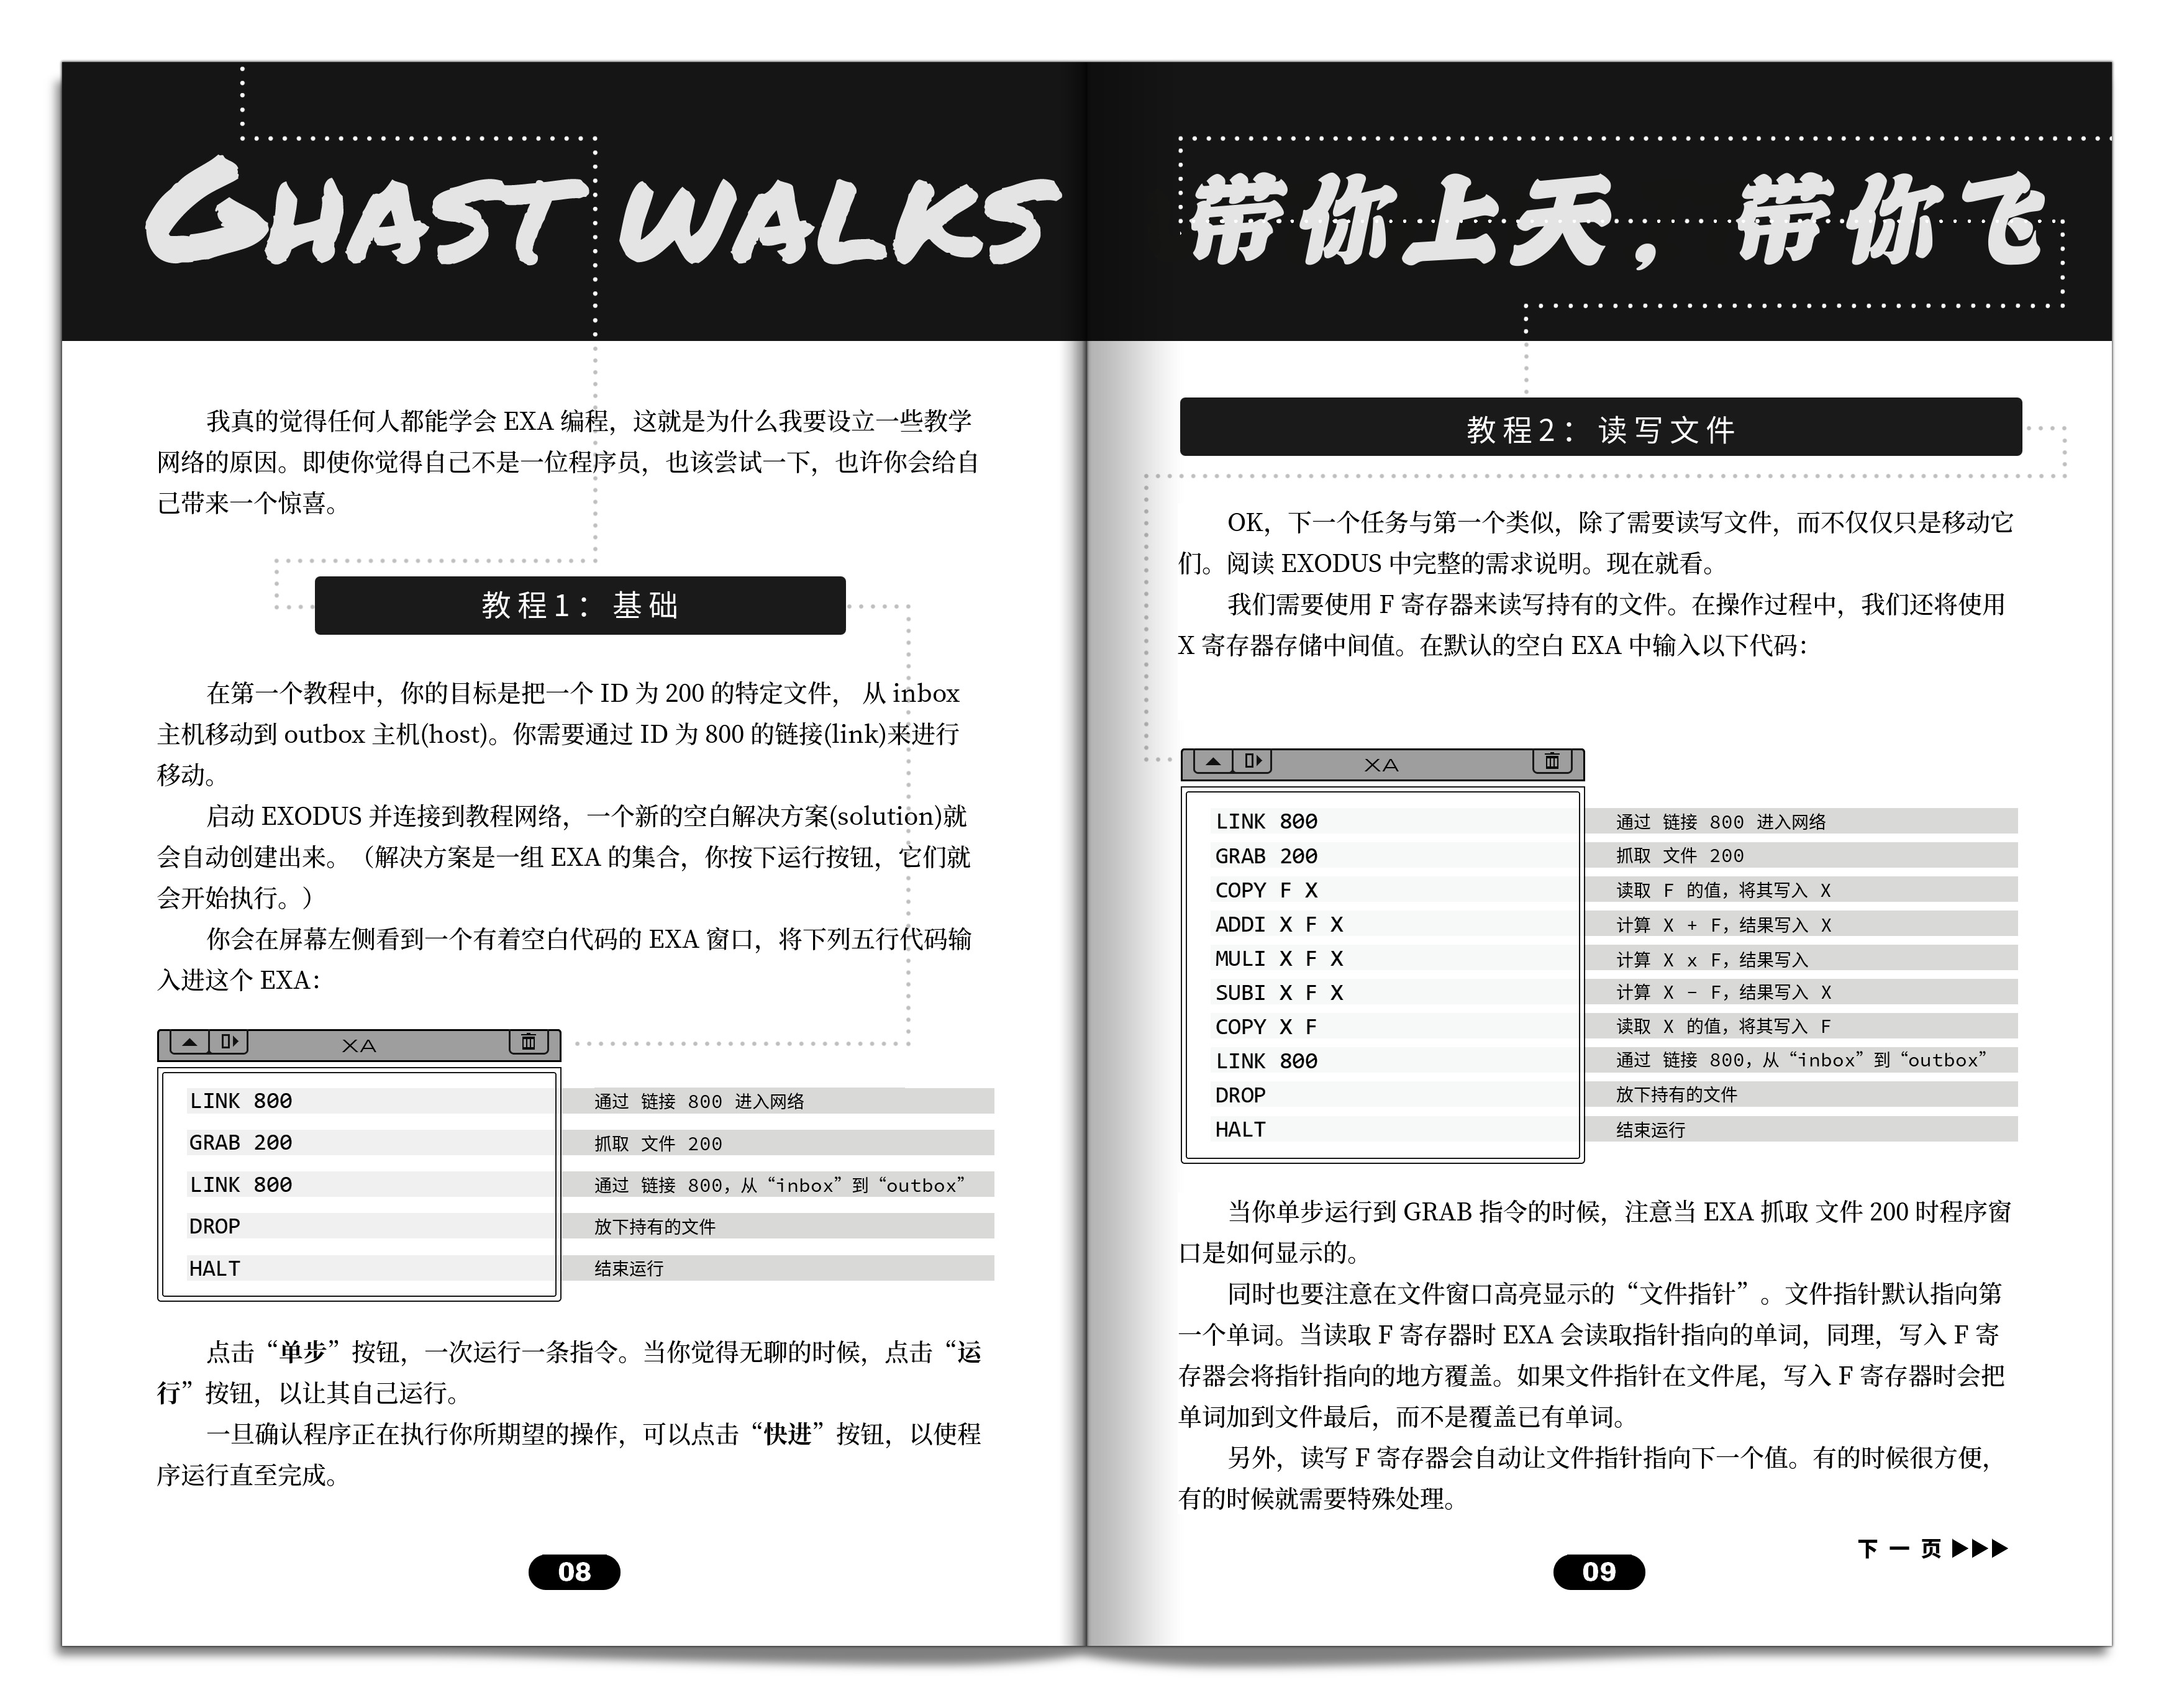 GHAST WALKS 带你上天，带你飞
我真的觉得任何人都能学会 EXA 编程，这就是为什么我要设立一些教学
网络的原因。即使你觉得自己不是一位程序员，也该尝试一下，也许你会给自
己带来一个惊喜。
教程1：基础
在第一个教程中，你的目标是把一个 ID 为 200 的特定文件， 从 inbox
主机移动到 outbox 主机(host)。你需要通过 ID 为 800 的链接(link)来进行
移动。
启动 EXODUS 并连接到教程网络，一个新的空白解决方案(solution)就
会自动创建出来。（解决方案是一组 EXA 的集合，你按下运行按钮，它们就
会开始执行。）
你会在屏幕左侧看到一个有着空白代码的 EXA 窗口，将下列五行代码输
入进这个 EXA：
XA
LINK 800 通过 链接 800 进入网络
GRAB 200 抓取 文件 200
LINK 800 通过 链接 800，从“inbox”到“outbox”
DROP 放下持有的文件
HALT 结束运行
点击“单步”按钮，一次运行一条指令。当你觉得无聊的时候，点击“运
行”按钮，以让其自己运行。
一旦确认程序正在执行你所期望的操作，可以点击“快进”按钮，以使程
序运行直至完成。
08
教程2：读写文件
OK，下一个任务与第一个类似，除了需要读写文件，而不仅仅只是移动它
们。阅读 EXODUS 中完整的需求说明。现在就看。
我们需要使用 F 寄存器来读写持有的文件。在操作过程中，我们还将使用
X 寄存器存储中间值。在默认的空白 EXA 中输入以下代码：
XA
LINK 800 通过 链接 800 进入网络
GRAB 200 抓取 文件 200
COPY F X 读取 F 的值，将其写入 X
ADDI X F X 计算 X + F，结果写入 X
MULI X F X 计算 X x F，结果写入
SUBI X F X 计算 X － F，结果写入 X
COPY X F 读取 X 的值，将其写入 F
LINK 800 通过 链接 800，从“inbox”到“outbox”
DROP 放下持有的文件
HALT 结束运行
当你单步运行到 GRAB 指令的时候，注意当 EXA 抓取 文件 200 时程序窗
口是如何显示的。
同时也要注意在文件窗口高亮显示的“文件指针”。文件指针默认指向第
一个单词。当读取 F 寄存器时 EXA 会读取指针指向的单词，同理，写入 F 寄
存器会将指针指向的地方覆盖。如果文件指针在文件尾，写入 F 寄存器时会把
单词加到文件最后，而不是覆盖已有单词。
另外，读写 F 寄存器会自动让文件指针指向下一个值。有的时候很方便，
有的时候就需要特殊处理。
下一页▶▶▶
09